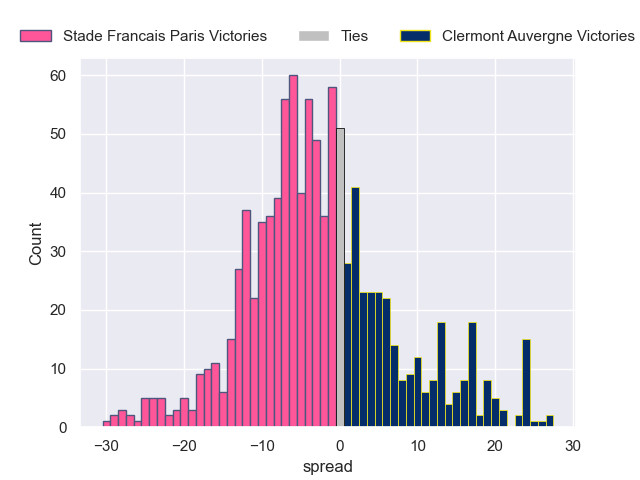 Stade Francais Paris Victories Ties Clermont Auvergne Victories
60
50
40
30
20
10
0
Count
−30 −20 −10 0 10 20 30
spread